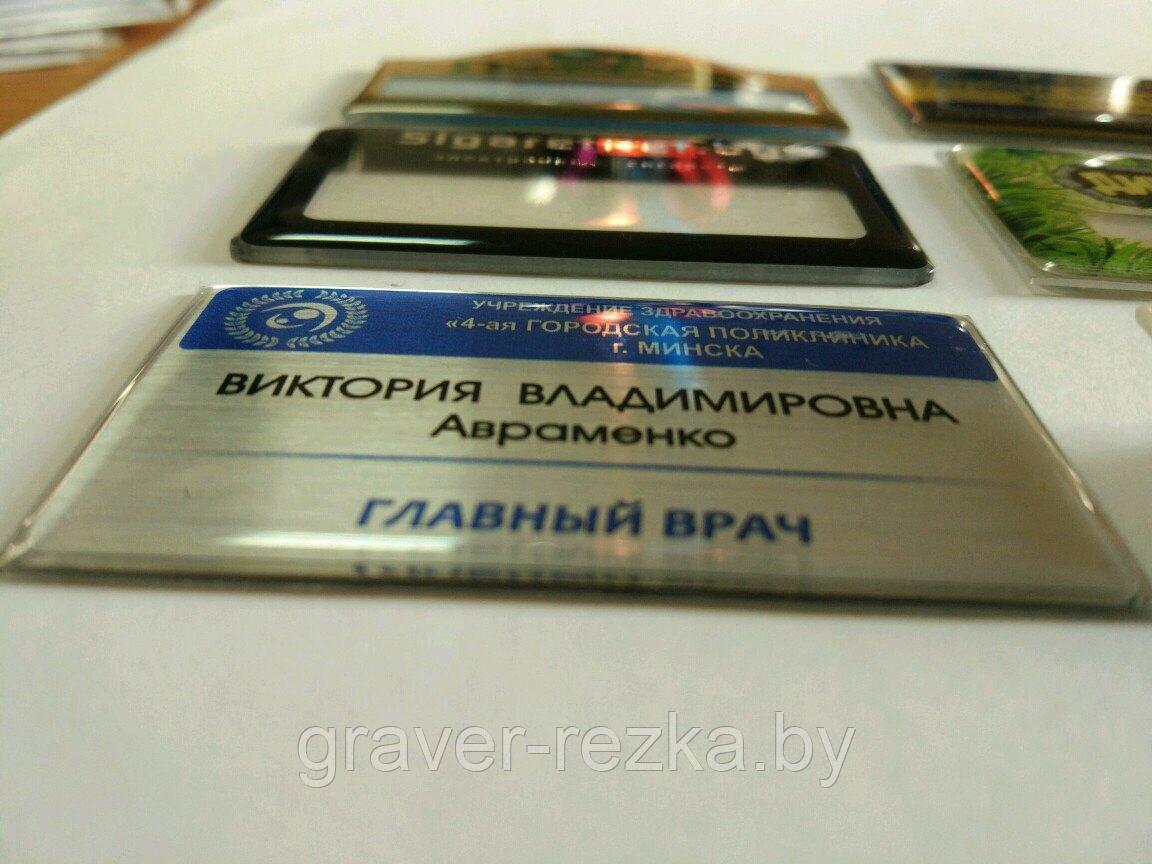 УЧРЕЖДЕНИЕ ЗДРАВООХРАНЕНИЯ
«4-ая ГОРОДСКАЯ ПОЛИКЛИНИКА
г. МИНСКА
ВИКТОРИЯ ВЛАДИМИРОВНА
Авраменко
ГЛАВНЫЙ ВРАЧ
graver-rezka.by